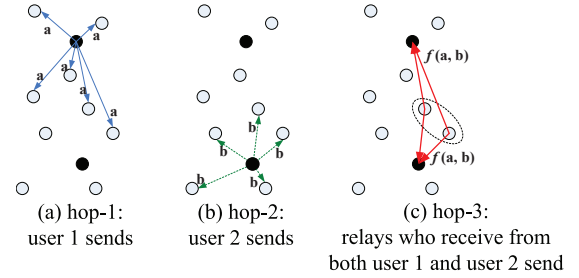 a
a
a
a
a
a
b
b
b
b
b
f(a, b)
f(a, b)
(a) hop-1:
user 1 sends
(b) hop-2:
user 2 sends
(c) hop-3:
relays who receive from
both user 1 and user 2 send